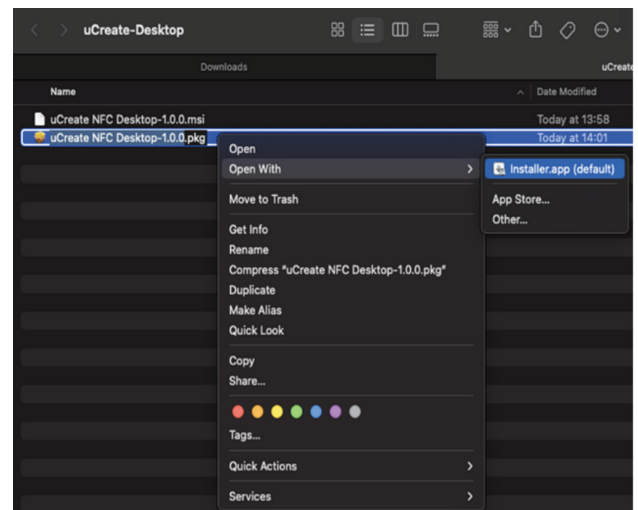 uCreate-Desktop
Downloads
uCreate
Name
Date Modified
uCreate NFC Desktop-1.0.0.msi
Today at 13:58
uCreate NFC Desktop-1.0.0.pkg
Today at 14:01
Open
Open With
Installer.app (default)
App Store...
Other...
Move to Trash
Get Info
Rename
Compress “uCreate NFC Desktop-1.0.0.pkg”
Duplicate
Make Alias
Quick Look
Copy
Share...
Tags...
Quick Actions
Services